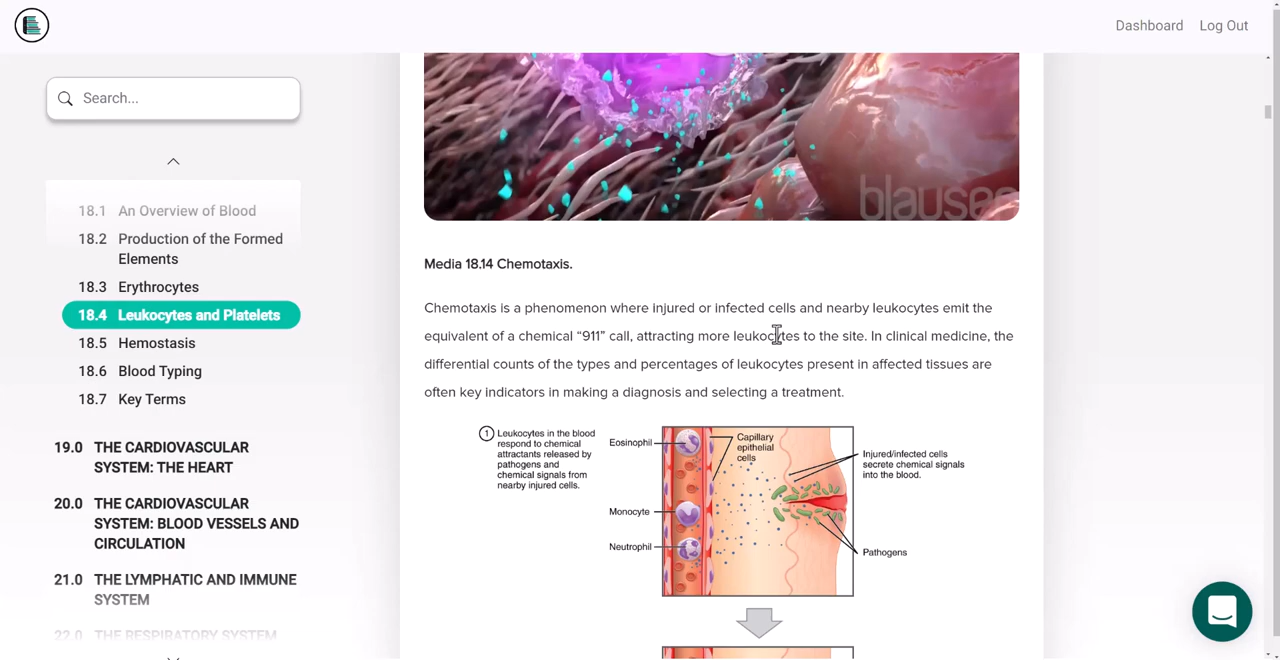 Dashboard Log Out
Search...
18.1 An Overview of Blood
18.2 Production of the Formed
Elements
18.3 Erythrocytes
18.4 Leukocytes and Platelets
18.5 Hemostasis
18.6 Blood Typing
18.7 Key Terms
19.0 THE CARDIOVASCULAR
SYSTEM: THE HEART
20.0 THE CARDIOVASCULAR
SYSTEM: BLOOD VESSELS AND
CIRCULATION
21.0 THE LYMPHATIC AND IMMUNE
SYSTEM
22.0 THE RESPIRATORY SYSTEM
blausen
Media 18.14 Chemotaxis.
Chemotaxis is a phenomenon where injured or infected cells and nearby leukocytes emit the
equivalent of a chemical “911” call, attracting more leukocytes to the site. In clinical medicine, the
differential counts of the types and percentages of leukocytes present in affected tissues are
often key indicators in making a diagnosis and selecting a treatment.
1 Leukocytes in the blood
respond to chemical
attractants released by
pathogens and
chemical signals from
nearby injured cells.
Eosinophil
Monocyte
Neutrophil
Capillary
epithelial
cells
Injured/infected cells
secrete chemical signals
into the blood.
Pathogens